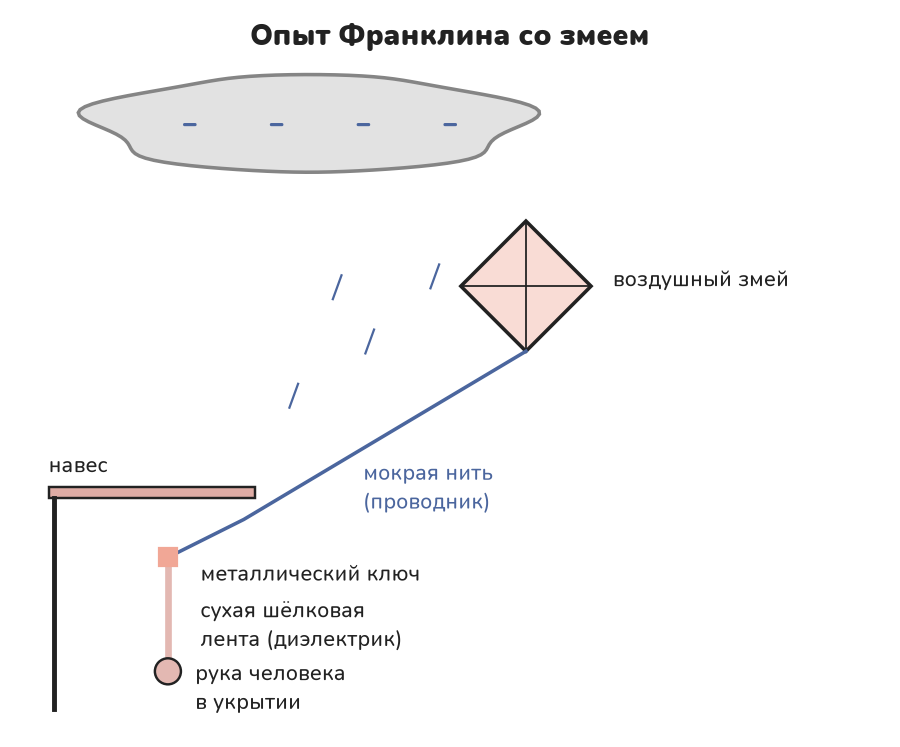 Опыт Франклина со змеем
воздушный змей
навес
мокрая нить
(проводник)
металлический ключ
сухая шёлковая
лента (диэлектрик)
рука человека
в укрытии